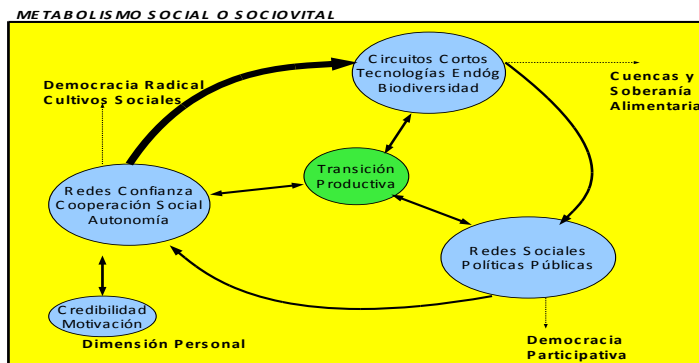 METABOLISMO SOCIAL O SOCIOVITAL
Circuitos Cortos
Tecnologías Endóg
Biodiversidad
Cuencas y
Soberanía
Alimentaria
Democracia Radical
Cultivos Sociales
Transición
Productiva
Redes Confianza
Cooperación Social
Autonomía
Redes Sociales
Políticas Públicas
Credibilidad
Motivación
Dimensión Personal
Democracia
Participativa